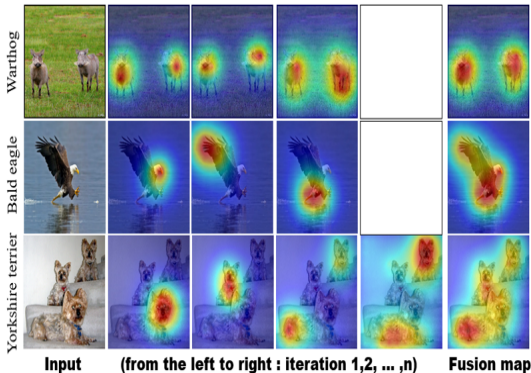 Warthog
Bald eagle
Yorkshire terrier
Input
(from the left to right : iteration 1,2, ... ,n)
Fusion map